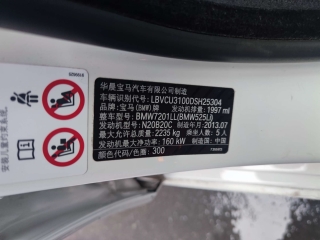 华晨宝马汽车有限公司制造
车辆识别代号: LBVCU3100DSH25304
品牌: 宝马(BMW)牌 发动机排量: 1997 ml
整车型号: BMW7201LL(BMW525Li)
发动机型号: N20B20C 制造年月: 2013.07
最大允许总质量: 2235 kg 乘坐人数: 5 人
发动机最大净功率: 160 kW 制造国: 中国
颜色代码/色圈: 300